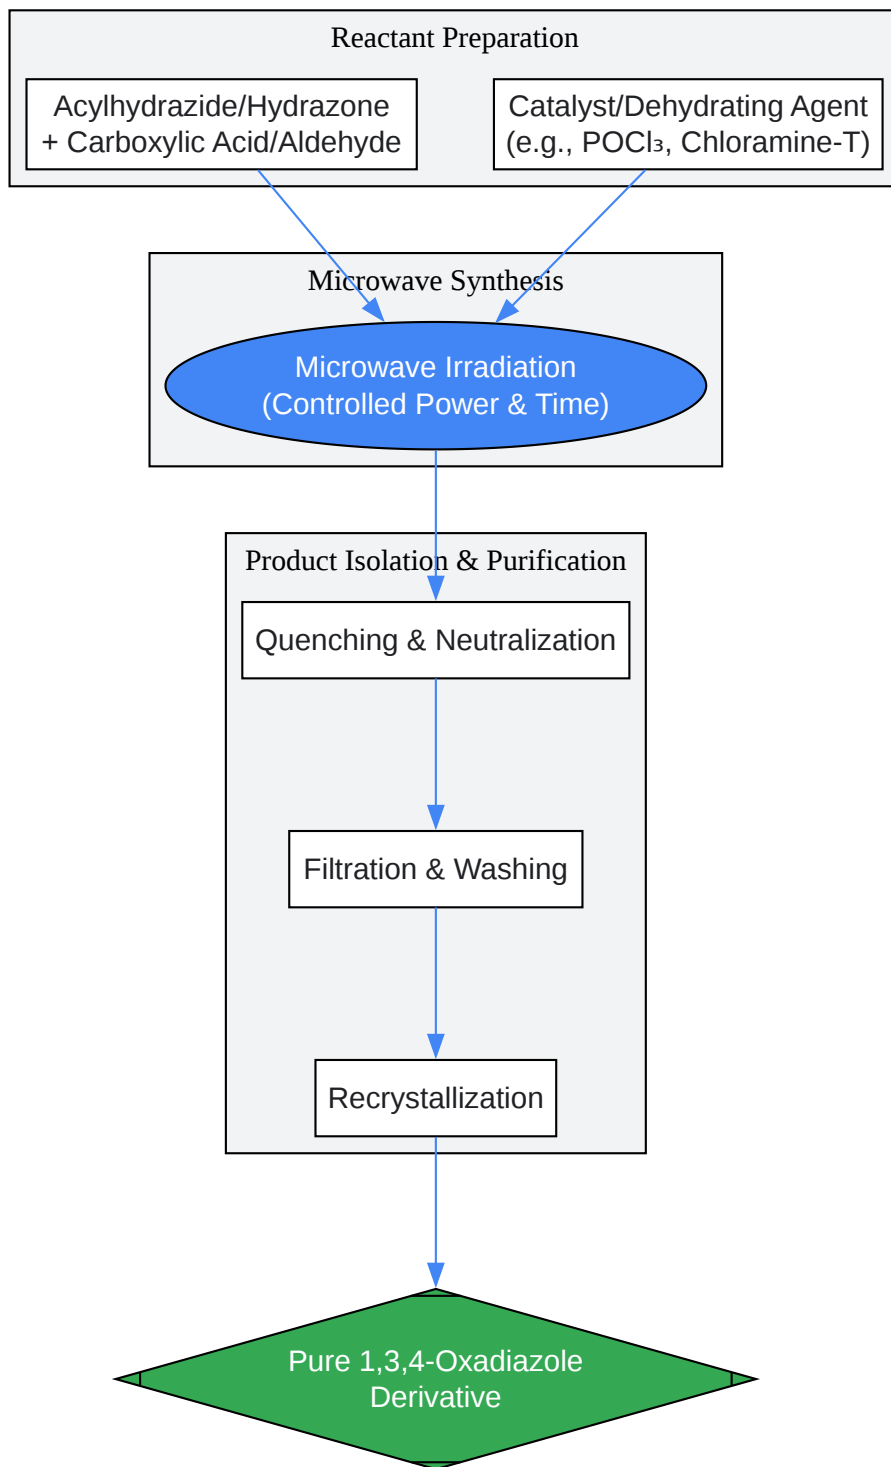 Reactant Preparation
Acylhydrazide/Hydrazone
+ Carboxylic Acid/Aldehyde
Catalyst/Dehydrating Agent
(e.g., POCl₃, Chloramine-T)
Microwave Synthesis
Microwave Irradiation
(Controlled Power & Time)
Product Isolation & Purification
Quenching & Neutralization
Filtration & Washing
Recrystallization
Pure 1,3,4-Oxadiazole
Derivative